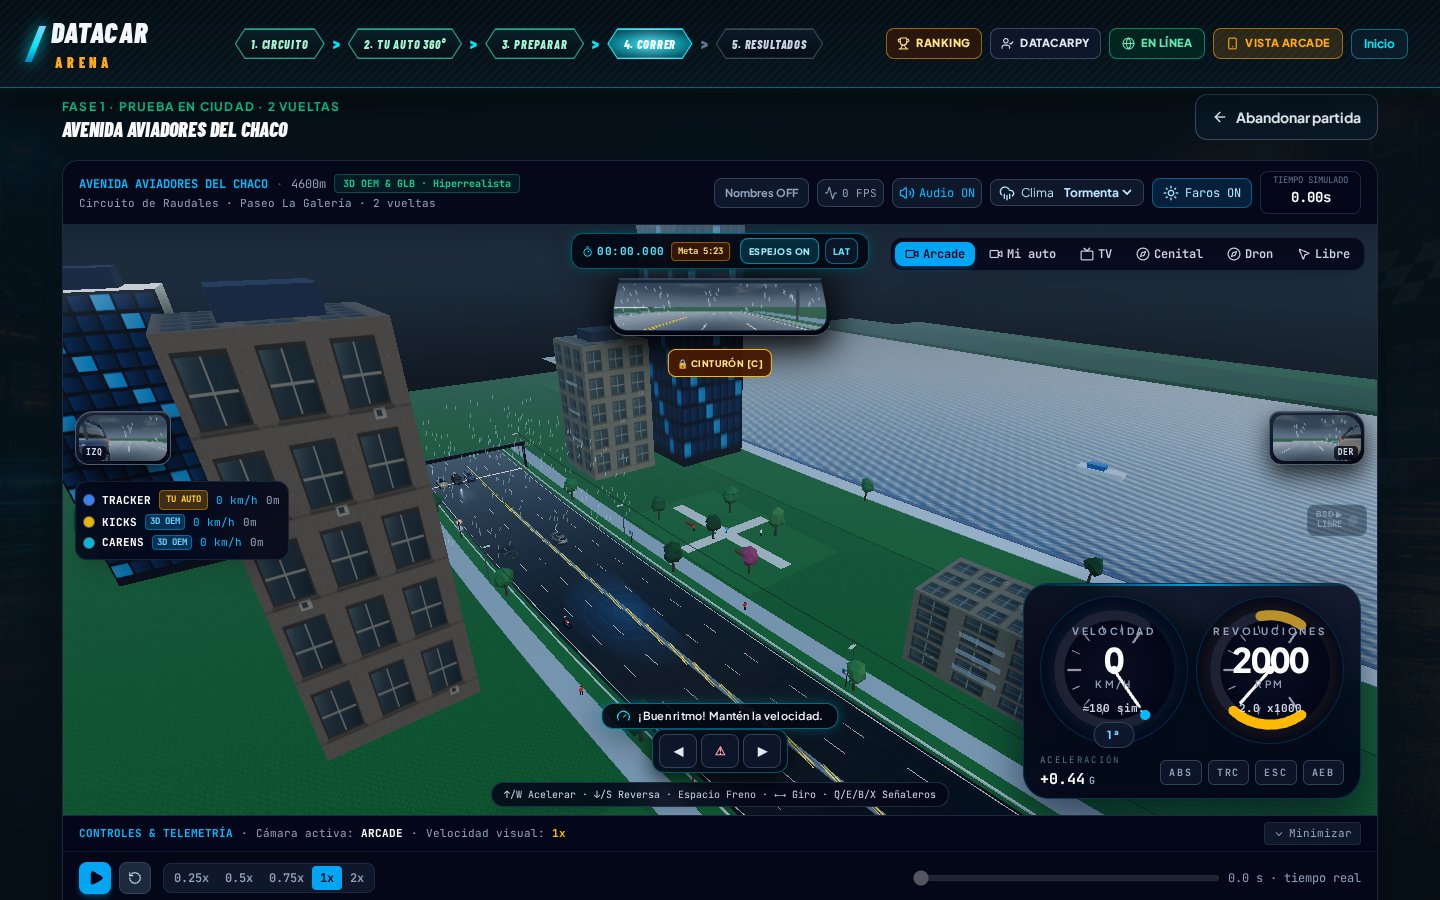 DATACAR
ARENA
1. CIRCUITO > 2. TU AUTO 360° > 3. PREPARAR > 4. CORRER > 5. RESULTADOS
RANKING
DATACARPY
EN LÍNEA
VISTA ARCADE
Inicio
FASE 1 · PRUEBA EN CIUDAD · 2 VUELTAS
AVENIDA AVIADORES DEL CHACO
← Abandonar partida
AVENIDA AVIADORES DEL CHACO · 4600m 3D OEM & GLB · Hiperrealista
Circuito de Raudales · Paseo La Galería · 2 vueltas
Nombres OFF
0 FPS
Audio ON
Clima Tormenta
Faros ON
TIEMPO SIMULADO
0.00s
00:00.000 Meta 5:23 ESPEJOS ON LAT
Arcade Mi auto TV Cenital Dron Libre
CINTURÓN [C]
IZQ
DER
TRACKER TU AUTO 0 km/h 0m
KICKS 3D OEM 0 km/h 0m
CARENS 3D OEM 0 km/h 0m
BSD ▶
LIBRE
VELOCIDAD
0
KM/H
≈180 sim.
1ª
REVOLUCIONES
2000
RPM
2.0 x1000
ACELERACIÓN
+0.44 G
ABS TRC ESC AEB
¡Buen ritmo! Mantén la velocidad.
◀ ⚠ ▶
↑/W Acelerar · ↓/S Reversa · Espacio Freno · ←→ Giro · Q/E/B/X Señaleros
CONTROLES & TELEMETRÍA · Cámara activa: ARCADE · Velocidad visual: 1x
Minimizar
0.25x 0.5x 0.75x 1x 2x
0.0 s · tiempo real